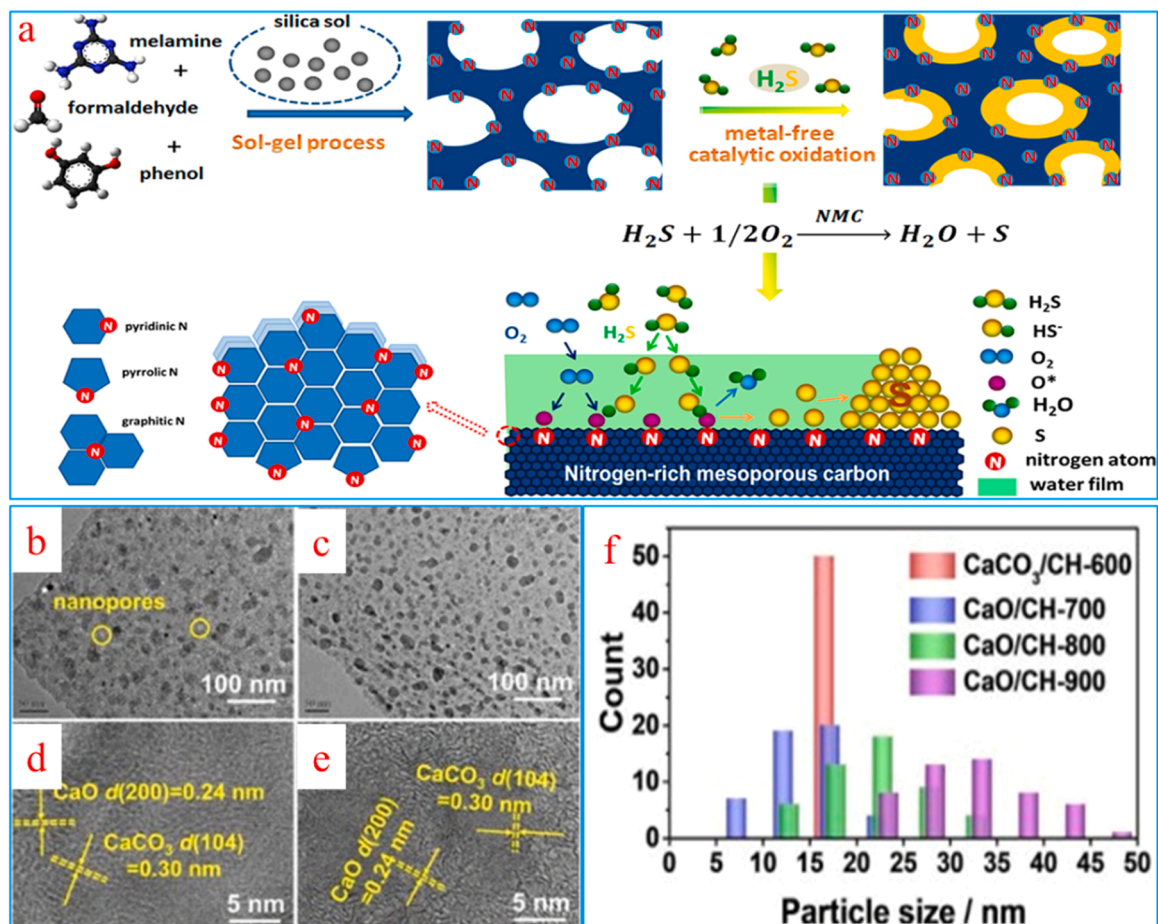 a
melamine
+
formaldehyde
+
phenol
silica sol
Sol-gel process
N N N N N N N N N N N N N N N N N N N N
H₂S
metal-free
catalytic oxidation
H₂S + 1/2O₂ NMC → H₂O + S
N pyridinic N
pyrrolic N
N
graphitic N
N
N N N N N N N N N N N N N
O₂
H₂S
S
N N N N N N N N
Nitrogen-rich mesoporous carbon
H₂S
HS⁻
O₂
O*
H₂O
S
N nitrogen atom
water film
b
nanopores
100 nm
c
100 nm
d
CaO d(200)=0.24 nm
CaCO₃ d(104)
=0.30 nm
5 nm
e
CaCO₃ d(104)
=0.30 nm
CaO d(200)
=0.24 nm
5 nm
f
Count
50
40
30
20
10
0
CaCO₃/CH-600
CaO/CH-700
CaO/CH-800
CaO/CH-900
0 5 10 15 20 25 30 35 40 45 50
Particle size / nm